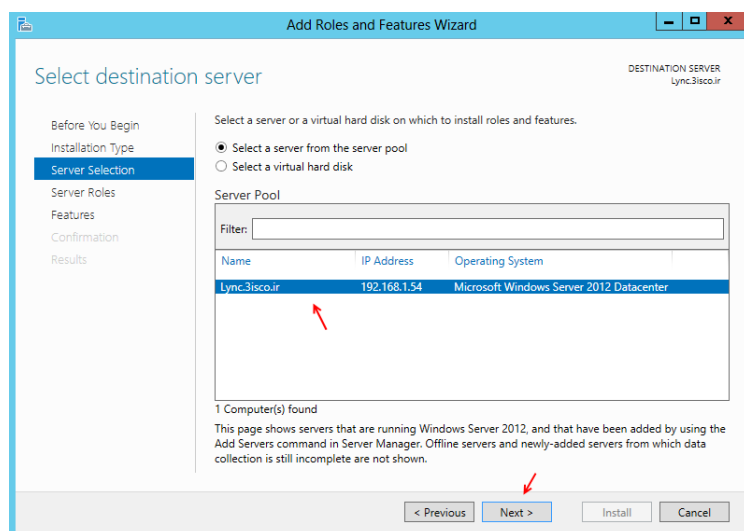 Add Roles and Features Wizard
Select destination server
DESTINATION SERVER
Lync.3isco.ir
Before You Begin
Installation Type
Server Selection
Server Roles
Features
Confirmation
Results
Select a server or a virtual hard disk on which to install roles and features.
Select a server from the server pool
Select a virtual hard disk
Server Pool
Filter:
Name IP Address Operating System
Lync.3isco.ir 192.168.1.54 Microsoft Windows Server 2012 Datacenter
1 Computer(s) found
This page shows servers that are running Windows Server 2012, and that have been added by using the
Add Servers command in Server Manager. Offline servers and newly-added servers from which data
collection is still incomplete are not shown.
< Previous Next > Install Cancel